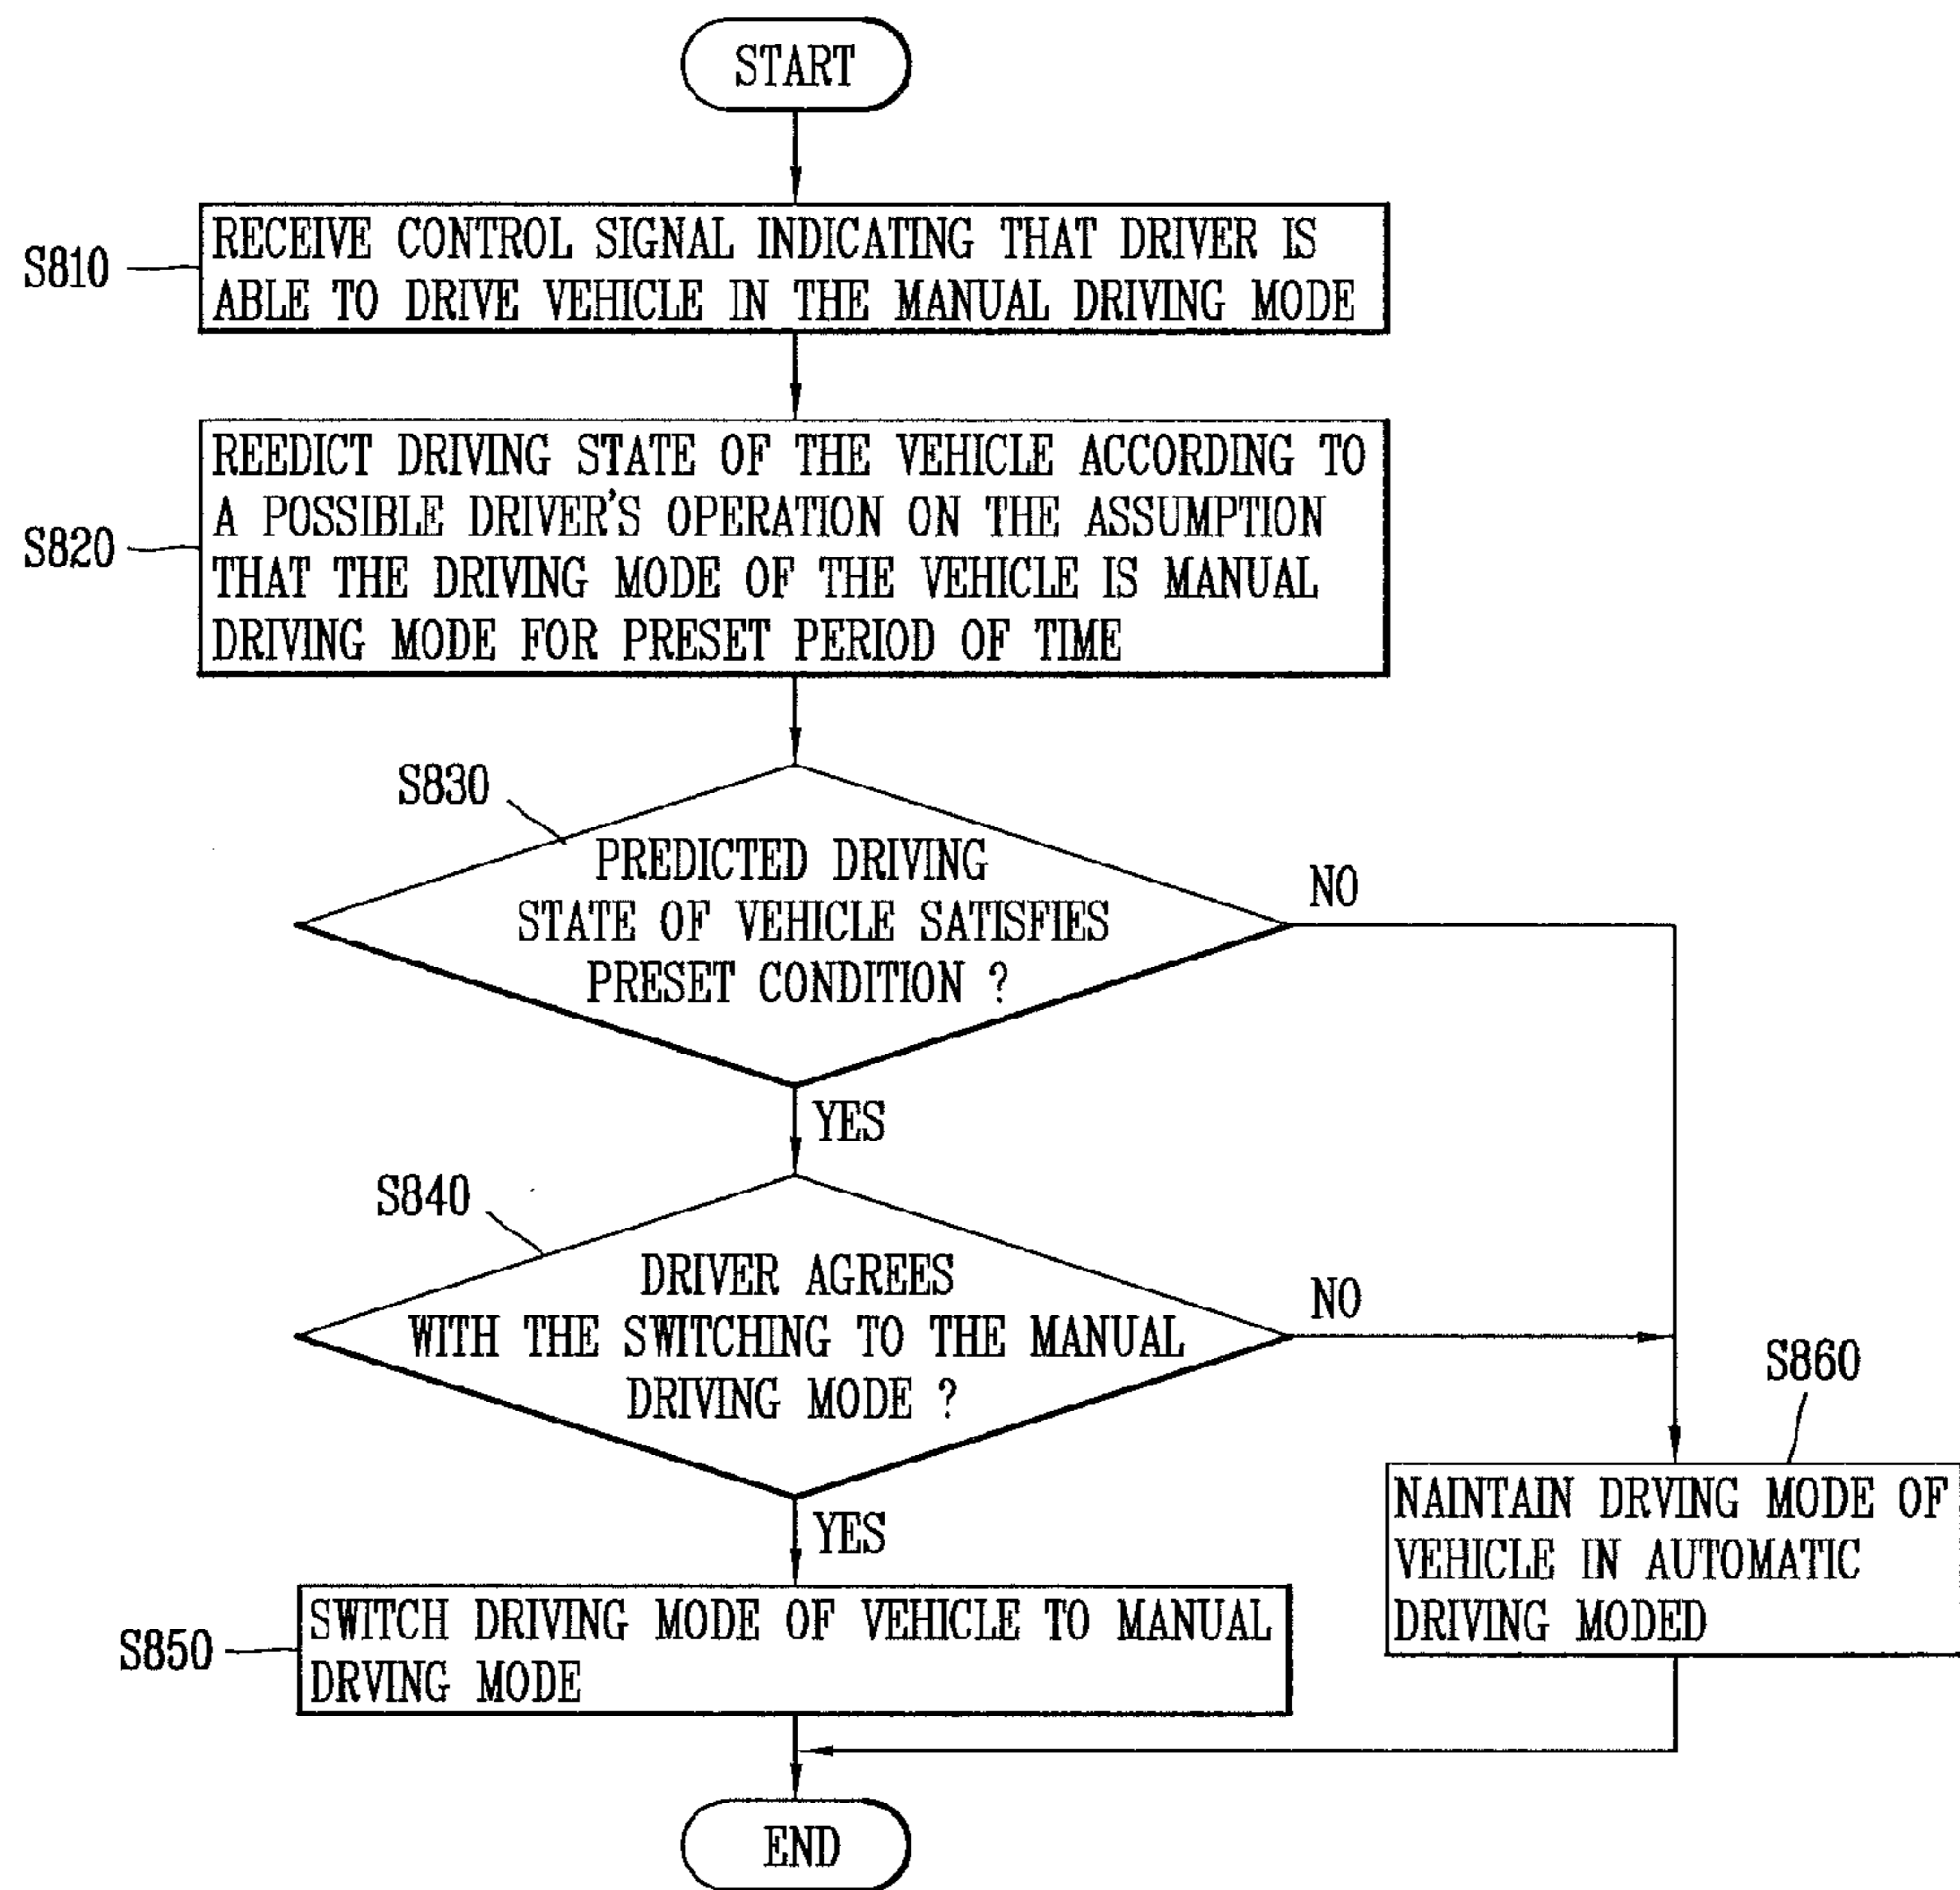 START
S810
RECEIVE CONTROL SIGNAL INDICATING THAT DRIVER IS
ABLE TO DRIVE VEHICLE IN THE MANUAL DRIVING MODE
S820
REEDICT DRIVING STATE OF THE VEHICLE ACCORDING TO
A POSSIBLE DRIVER'S OPERATION ON THE ASSUMPTION
THAT THE DRIVING MODE OF THE VEHICLE IS MANUAL
DRIVING MODE FOR PRESET PERIOD OF TIME
S830
PREDICTED DRIVING
STATE OF VEHICLE SATISFIES
PRESET CONDITION ?
NO
YES
S840
DRIVER AGREES
WITH THE SWITCHING TO THE MANUAL
DRIVING MODE ?
NO
YES
S860
NAINTAIN DRVING MODE OF
VEHICLE IN AUTOMATIC
DRIVING MODED
S850
SWITCH DRIVING MODE OF VEHICLE TO MANUAL
DRVING MODE
END